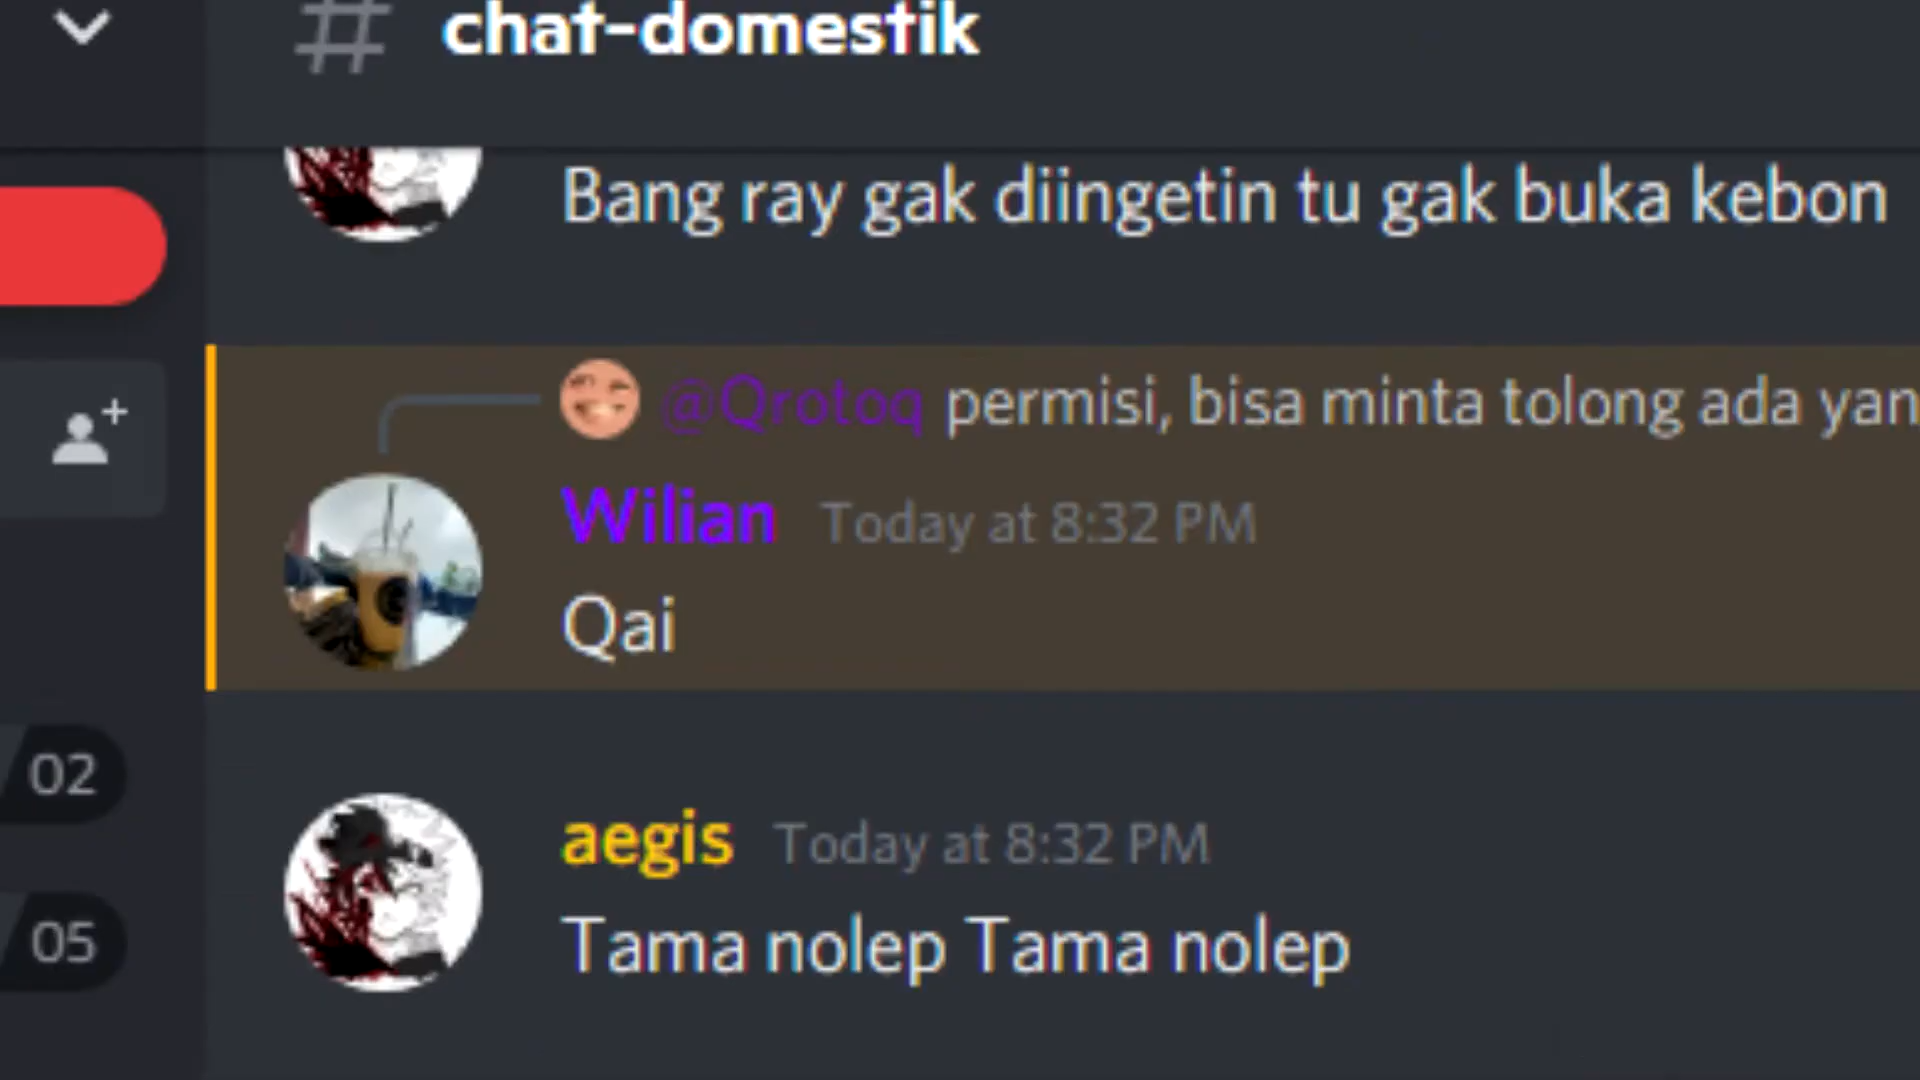 # chat-domestik
Bang ray gak diingetin tu gak buka kebon
@Qrotoq permisi, bisa minta tolong ada yan
Wilian Today at 8:32 PM
Qai
02
aegis Today at 8:32 PM
05
Tama nolep Tama nolep